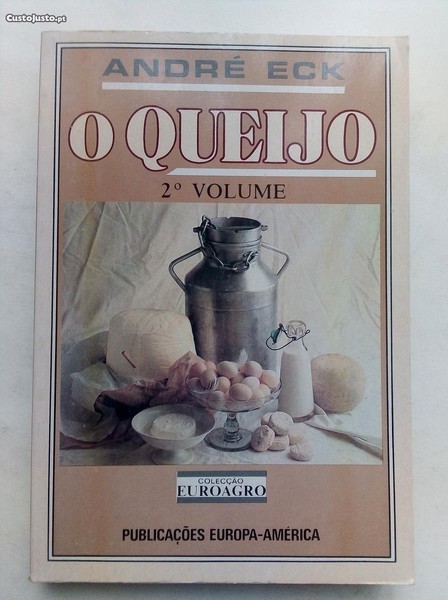 CustoJusto.pt
ANDRÉ ECK
O QUEIJO
2º VOLUME
COLECÇÃO
EUROAGRO
PUBLICAÇÕES EUROPA-AMÉRICA